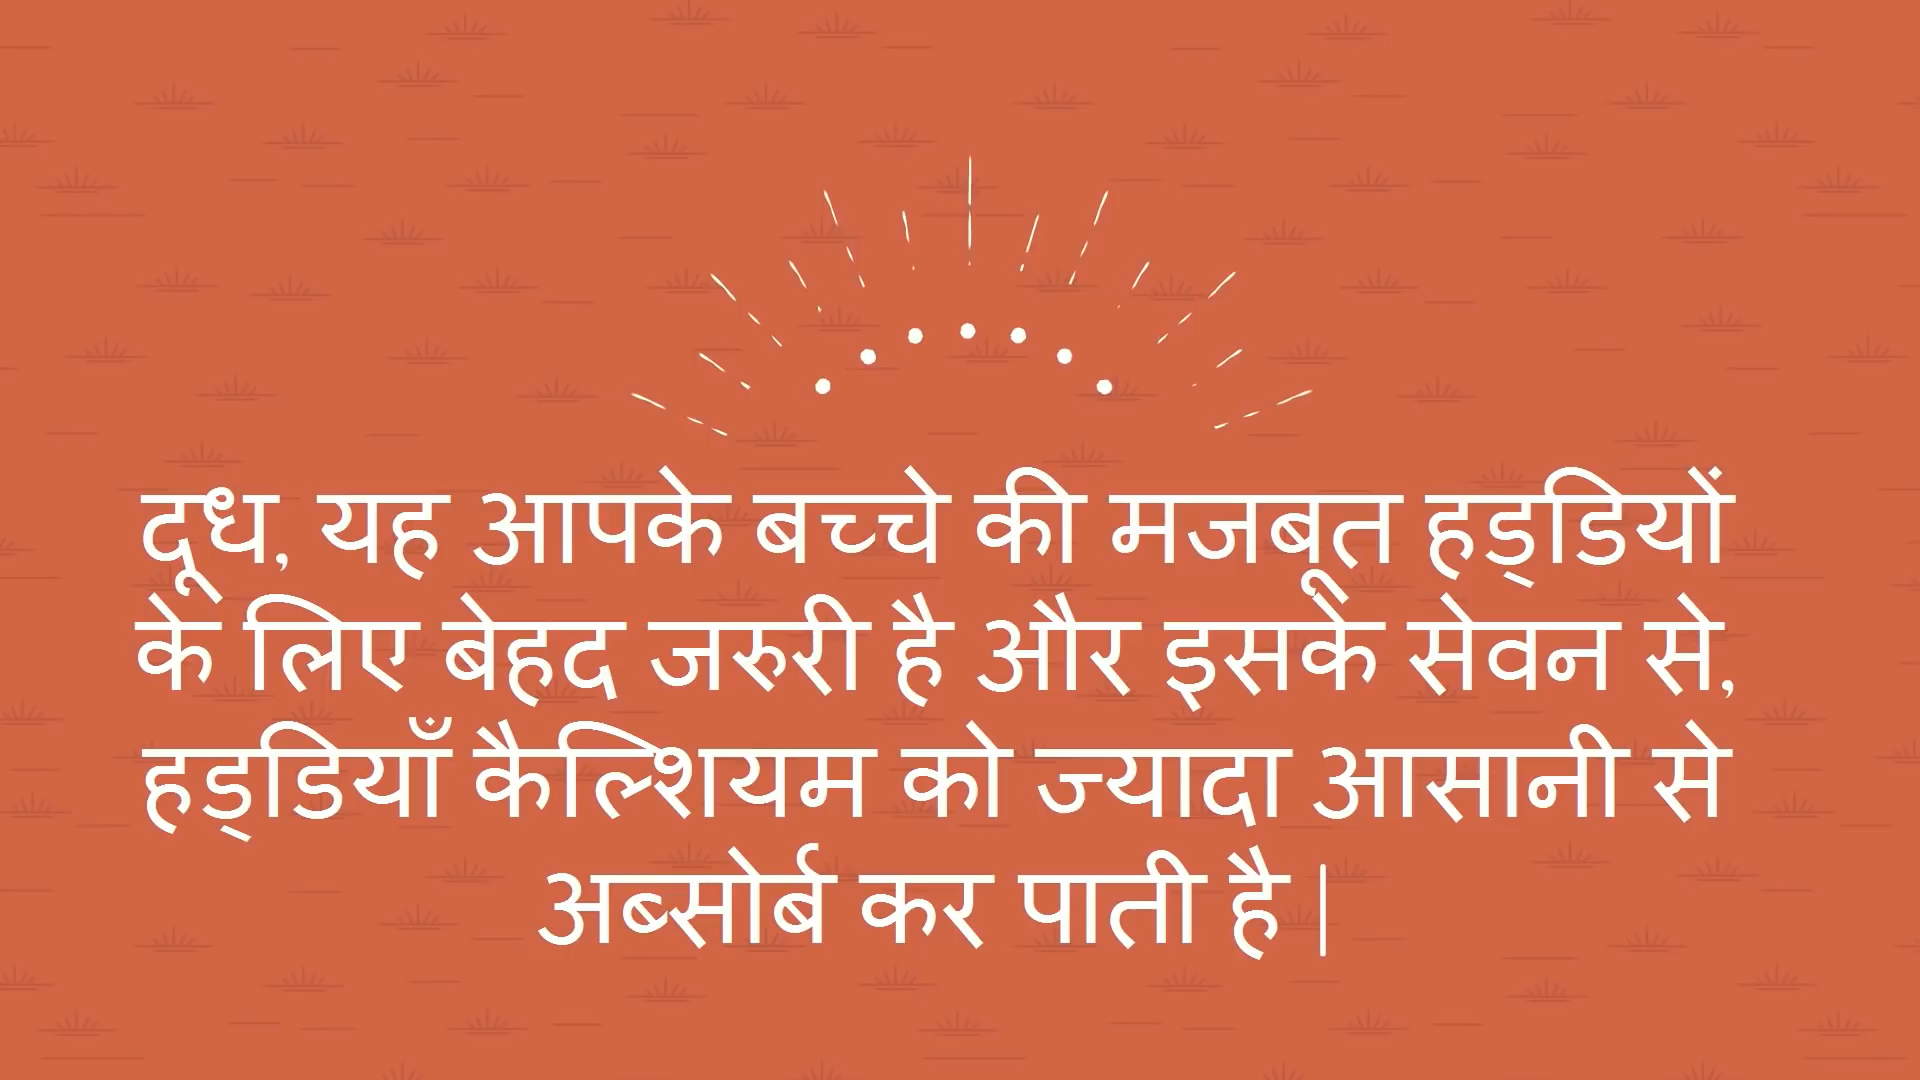 दूध, यह आपके बच्चे की मजबूत हड्डियों
के लिए बेहद जरुरी है और इसके सेवन से,
हड्डियाँ कैल्शियम को ज्यादा आसानी से
अब्सोर्ब कर पाती है |